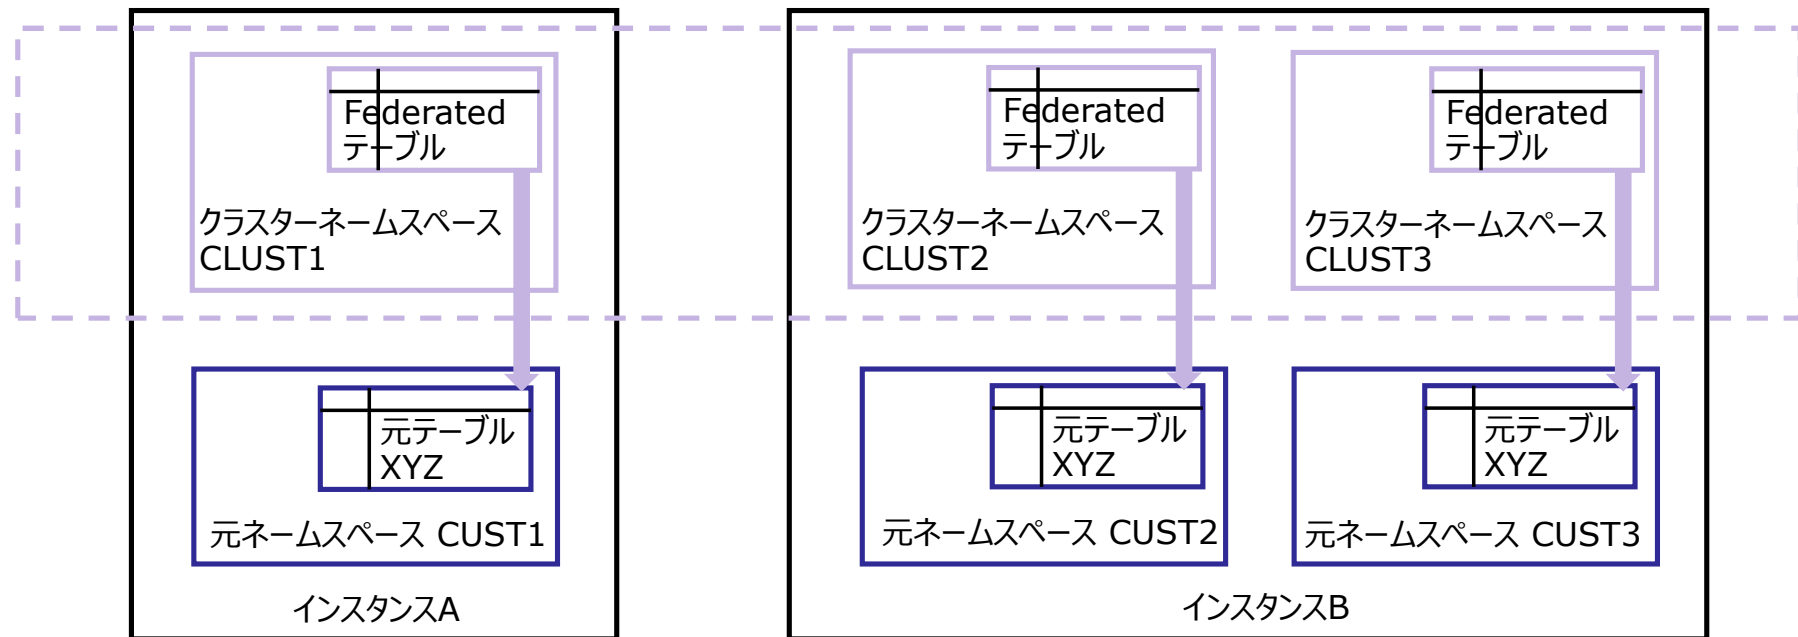 Federated
テーブル
クラスターネームスペース
CLUST1
Federated
テーブル
クラスターネームスペース
CLUST2
Federated
テーブル
クラスターネームスペース
CLUST3
元テーブル
XYZ
元ネームスペース CUST1
元テーブル
XYZ
元ネームスペース CUST2
元テーブル
XYZ
元ネームスペース CUST3
インスタンスA
インスタンスB